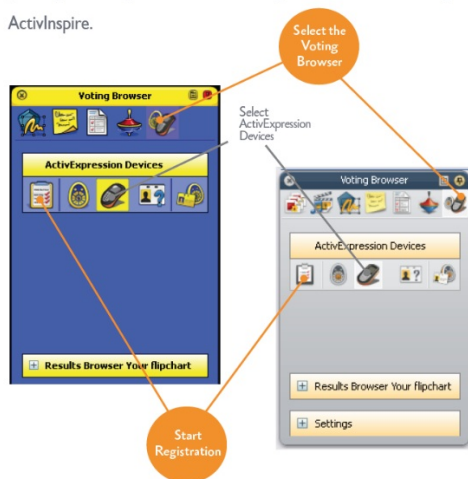 ActivInspire.
Select the
Voting
Browser
Voting Browser
Select
ActivExpression
Devices
ActivExpression Devices
Voting Browser
ActivExpression Devices
Results Browser Your flipchart
Results Browser Your flipchart
Settings
Start
Registration